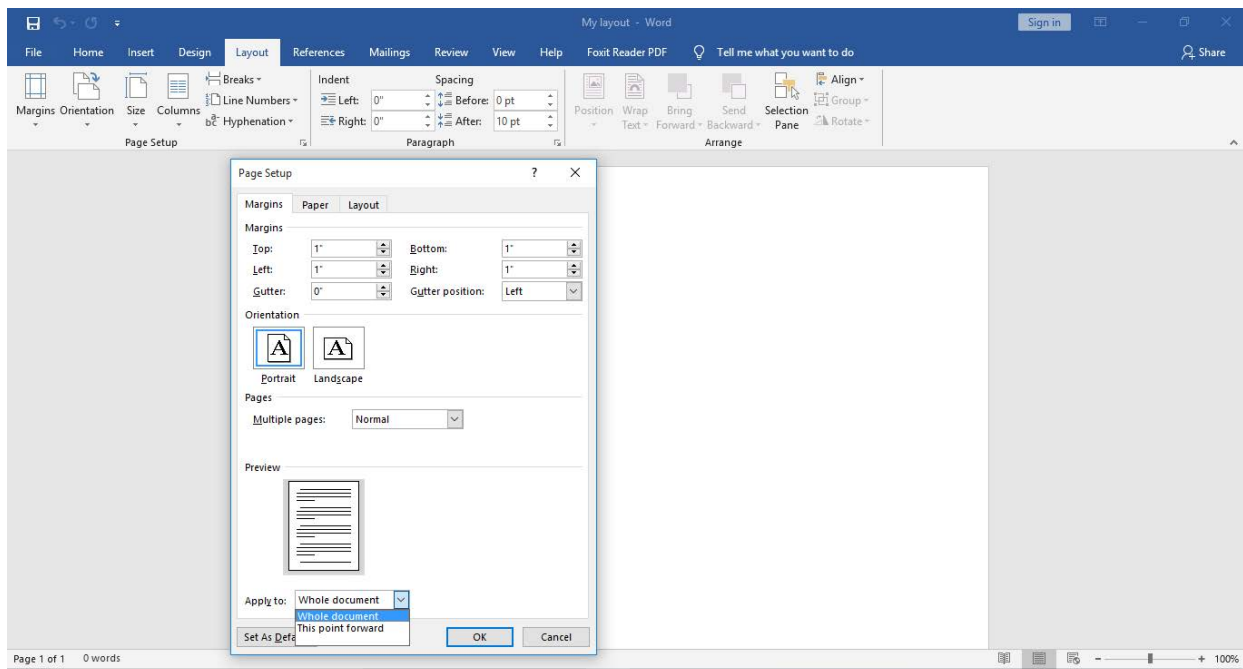 My layout - Word
Sign in
File Home Insert Design Layout References Mailings Review View Help Foxit Reader PDF Tell me what you want to do Share
Margins Orientation Size Columns
Breaks
Line Numbers
Hyphenation
Page Setup
Indent Spacing
Left: 0" Before: 0 pt
Right: 0" After: 10 pt
Paragraph
Position Wrap Text Bring Forward Send Backward Selection Pane
Align
Group
Rotate
Arrange
Page Setup ?
Margins Paper Layout
Margins
Top: 1" Bottom: 1"
Left: 1" Right: 1"
Gutter: 0" Gutter position: Left
Orientation
A A
Portrait Landscape
Pages
Multiple pages: Normal
Preview
Apply to: Whole document
Whole document
This point forward
Set As Defa OK Cancel
Page 1 of 1 0 words 100%